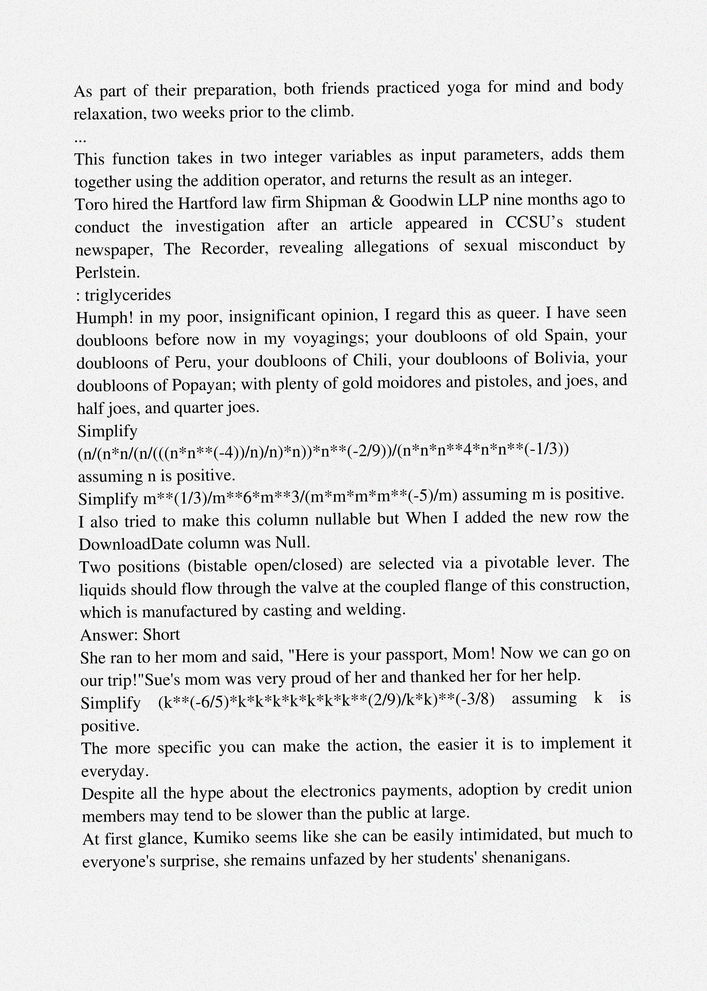 As part of their preparation, both friends practiced yoga for mind and body
relaxation, two weeks prior to the climb.
...
This function takes in two integer variables as input parameters, adds them
together using the addition operator, and returns the result as an integer.
Toro hired the Hartford law firm Shipman & Goodwin LLP nine months ago to
conduct the investigation after an article appeared in CCSU’s student
newspaper, The Recorder, revealing allegations of sexual misconduct by
Perlstein.
: triglycerides
Humph! in my poor, insignificant opinion, I regard this as queer. I have seen
doubloons before now in my voyagings; your doubloons of old Spain, your
doubloons of Peru, your doubloons of Chili, your doubloons of Bolivia, your
doubloons of Popayan; with plenty of gold moidores and pistoles, and joes, and
half joes, and quarter joes.
Simplify
(n/(n*n/(n/(((n*n**(-4))/n)/n)*n))*n**(-2/9))/(n*n*n**4*n*n**(-1/3))
assuming n is positive.
Simplify m**(1/3)/m**6*m**3/(m*m*m*m**(-5)/m) assuming m is positive.
I also tried to make this column nullable but When I added the new row the
DownloadDate column was Null.
Two positions (bistable open/closed) are selected via a pivotable lever. The
liquids should flow through the valve at the coupled flange of this construction,
which is manufactured by casting and welding.
Answer: Short
She ran to her mom and said, "Here is your passport, Mom! Now we can go on
our trip!"Sue's mom was very proud of her and thanked her for her help.
Simplify (k**(-6/5)*k*k*k*k*k*k*k**(2/9)/k*k)**(-3/8) assuming k is
positive.
The more specific you can make the action, the easier it is to implement it
everyday.
Despite all the hype about the electronics payments, adoption by credit union
members may tend to be slower than the public at large.
At first glance, Kumiko seems like she can be easily intimidated, but much to
everyone's surprise, she remains unfazed by her students' shenanigans.